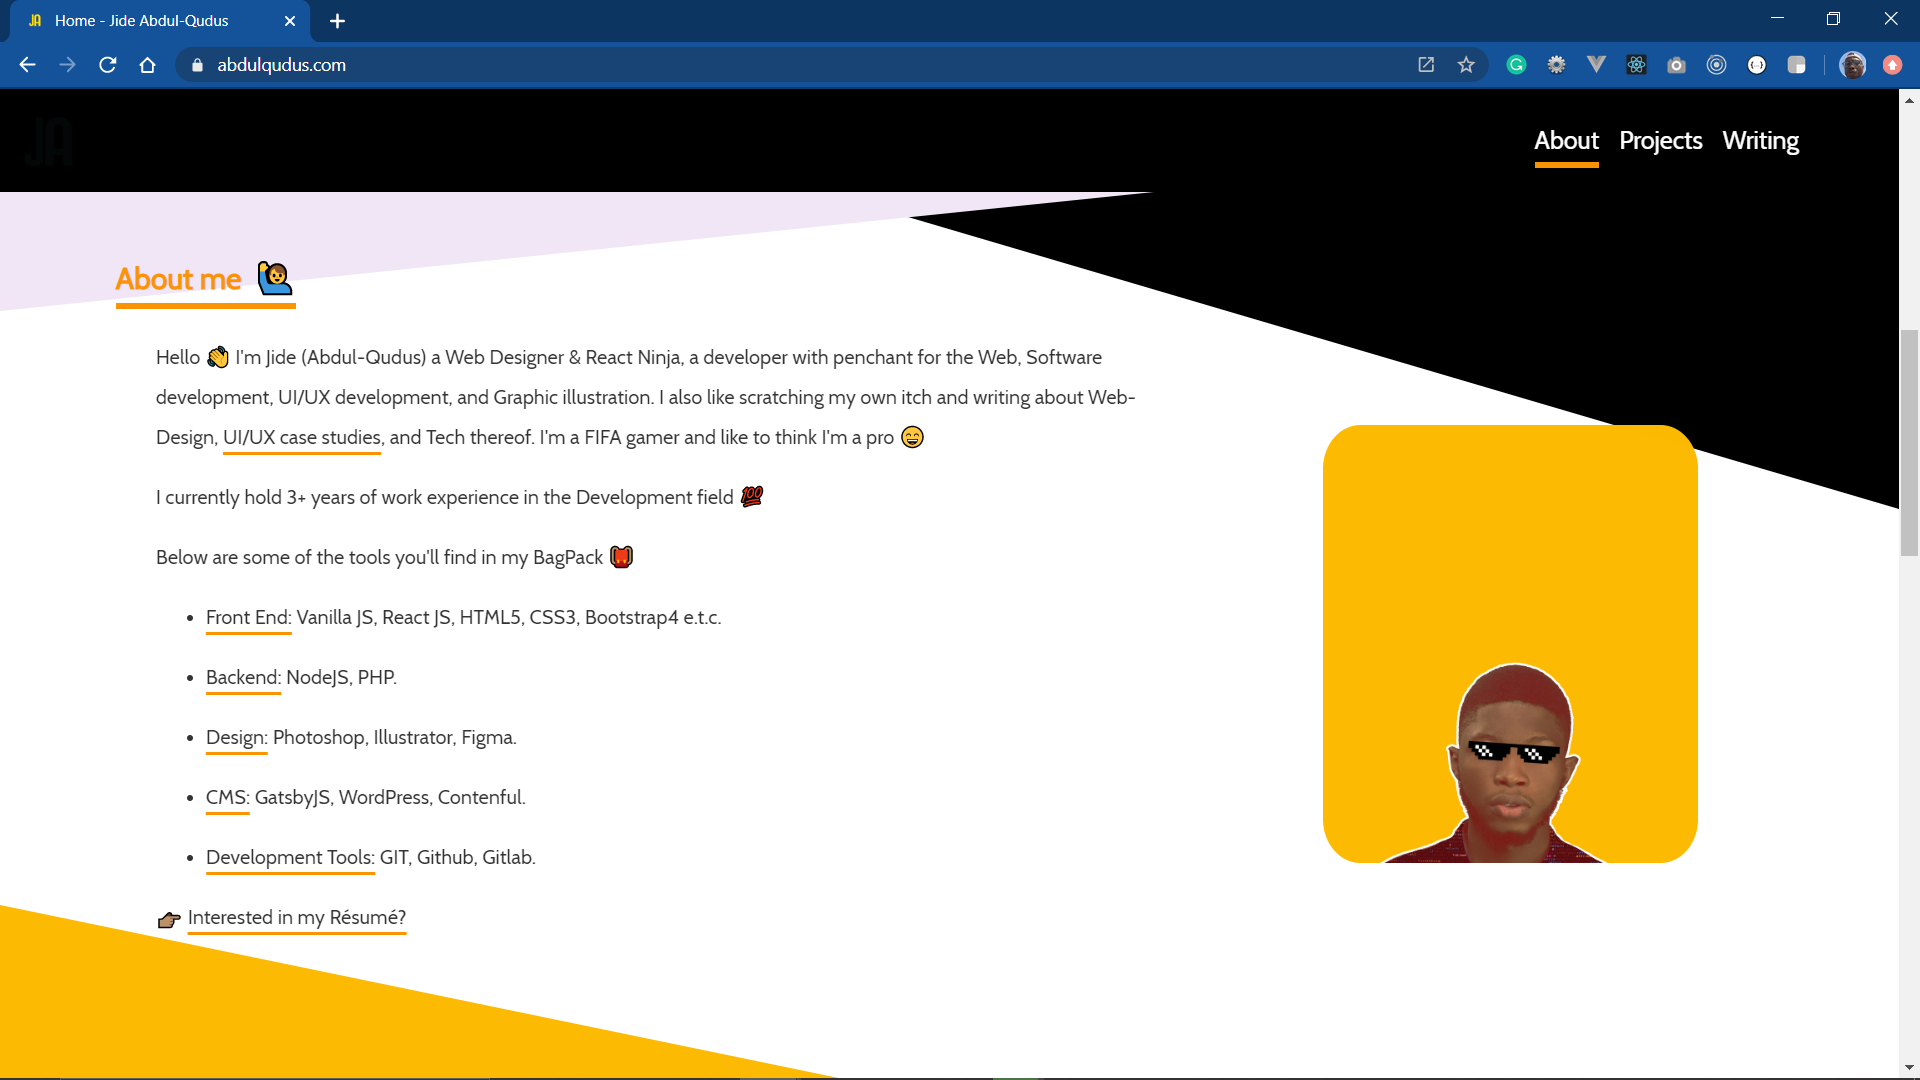 JA Home - Jide Abdul-Qudus
abdulqudus.com
JA
About Projects Writing
About me 🙋‍♂️
Hello 👋 I'm Jide (Abdul-Qudus) a Web Designer & React Ninja, a developer with penchant for the Web, Software
development, UI/UX development, and Graphic illustration. I also like scratching my own itch and writing about Web-
Design, UI/UX case studies, and Tech thereof. I'm a FIFA gamer and like to think I'm a pro 😄
I currently hold 3+ years of work experience in the Development field 💯
Below are some of the tools you'll find in my BagPack 🎒
• Front End: Vanilla JS, React JS, HTML5, CSS3, Bootstrap4 e.t.c.
• Backend: NodeJS, PHP.
• Design: Photoshop, Illustrator, Figma.
• CMS: GatsbyJS, WordPress, Contenful.
• Development Tools: GIT, Github, Gitlab.
👉🏽 Interested in my Résumé?